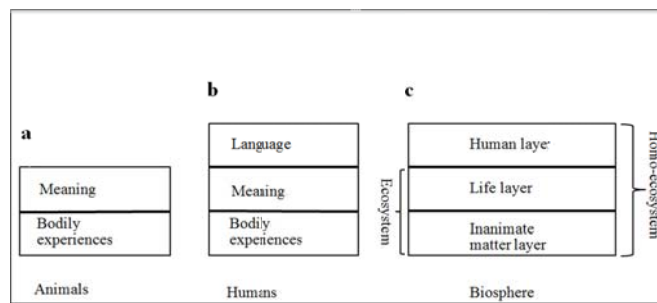 a
Meaning
Bodily
experiences
Animals
b
Language
Meaning
Bodily
experiences
Humans
c
Human layer
Life layer
Inanimate
matter layer
Ecosystem
Homo-ecosystem
Biosphere